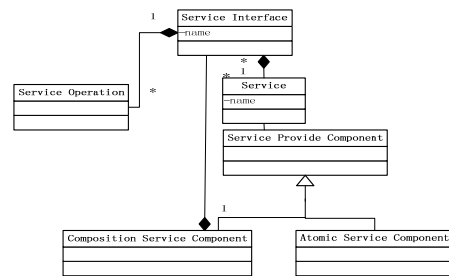 1 Service Interface
-name
*
* 1
Service Operation * Service
-name
Service Provide Component
1
Composition Service Component Atomic Service Component